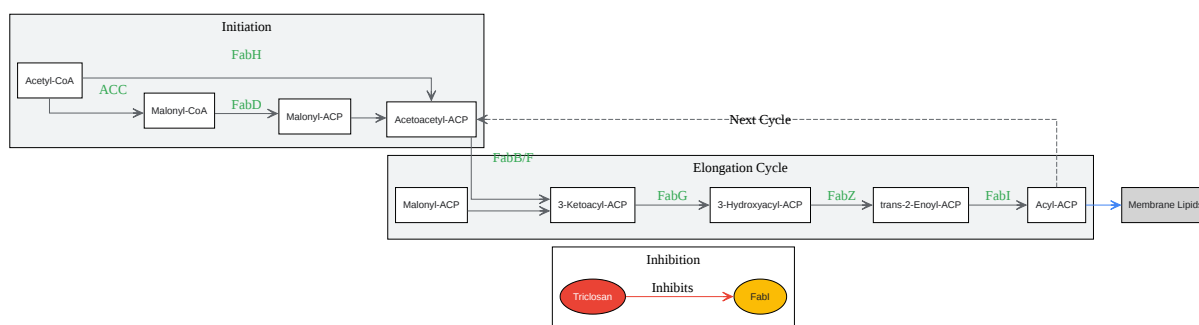 Initiation
FabH
Acetyl-CoA
ACC
Malonyl-CoA
FabD
Malonyl-ACP
Acetoacetyl-ACP
Next Cycle
FabB/F
Elongation Cycle
Malonyl-ACP
3-Ketoacyl-ACP
FabG
3-Hydroxyacyl-ACP
FabZ
trans-2-Enoyl-ACP
FabI
Acyl-ACP
Membrane Lipids
Inhibition
Triclosan
Inhibits
FabI